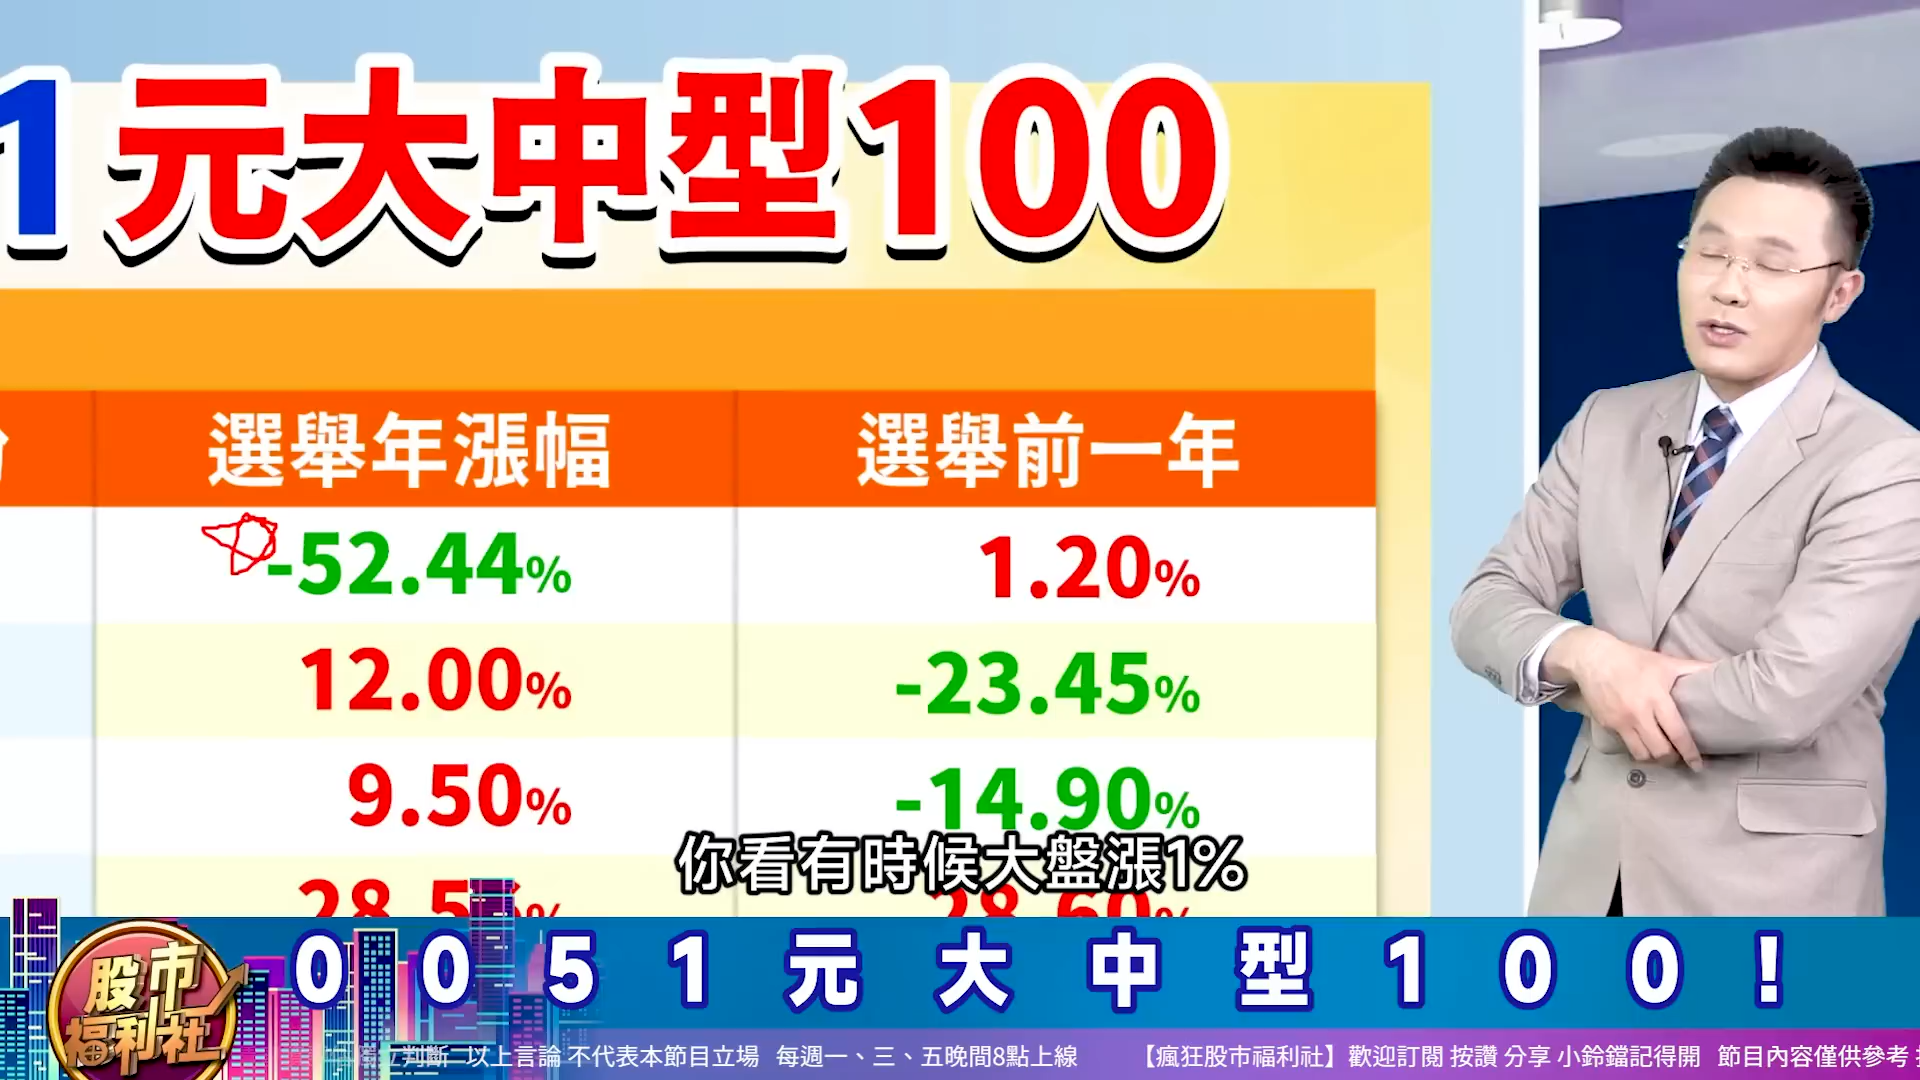 1元大中型100
選舉年漲幅 選舉前一年
-52.44% 1.20%
12.00% -23.45%
9.50% -14.90%
你看有時候大盤漲1%
0051元大中型100!
股市
福利社
立判斷 以上言論 不代表本節目立場 每週一、三、五晚間8點上線 【瘋狂股市福利社】歡迎訂閱 按讚 分享 小鈴鐺記得開 節目內容僅供參考